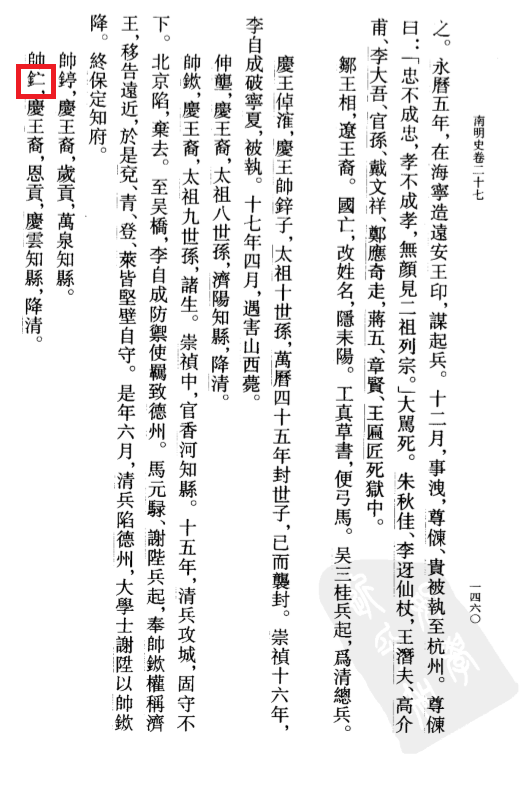 南明史卷二十七
一四六〇
之。永曆五年，在海寧造遠安王印，謀起兵。十二月，事洩，尊倲、貴被執至杭州。尊倲
曰：「忠不成忠，孝不成孝，無顏見二祖列宗。」大罵死。朱秋佳、李迓仙杖，王潛夫、高介
甫、李大吾、官孫、戴文祥、鄭應奇走，蔣五、章賢、王匾匠死獄中。
鄒王相，遼王裔。國亡，改姓名，隱耒陽。工真草書，便弓馬。吳三桂兵起，爲清總兵。
慶王倬漼，慶王帥鋅子，太祖十世孫，萬曆四十五年封世子，已而襲封。崇禎十六年，
李自成破寧夏，被執。十七年四月，遇害山西薨。
伸壟，慶王裔，太祖八世孫，濟陽知縣，降清。
帥欽，慶王裔，太祖九世孫，諸生。崇禎中，官香河知縣。十五年，清兵攻城，固守不
下。北京陷，棄去。至吳橋，李自成防禦使羈致德州。馬元騄、謝陛兵起，奉帥欽權稱濟
王，移告遠近，於是兗、青、登、萊皆堅壁自守。是年六月，清兵陷德州，大學士謝陞以帥欽
降。終保定知府。
帥，慶王裔，歲貢，萬泉知縣。
帥，慶王裔，恩貢，慶雲知縣，降清。